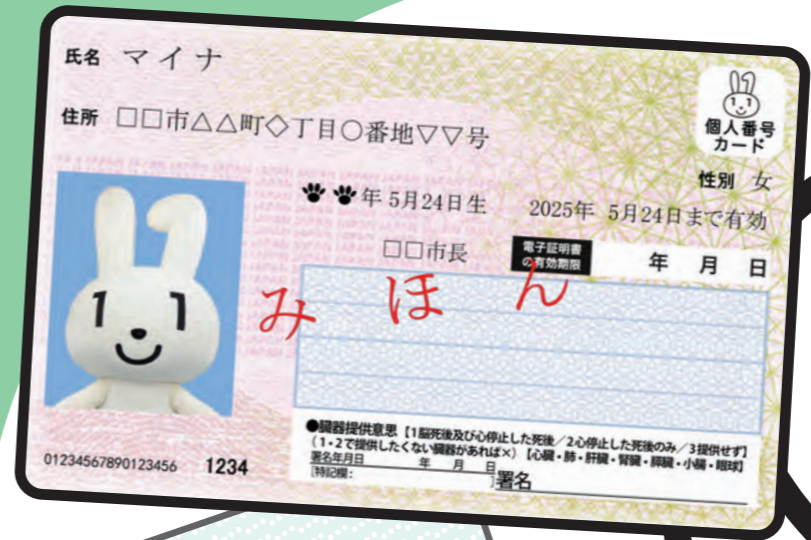 氏名 マイナ
個人番号
カード
住所 □□市△△町◇丁目○番地▽▽号
性別 女
年 5月24日生 2025年 5月24日まで有効
□□市長 電子証明書
の有効期限 年 月 日
みほん
●臓器提供意思【1脳死後及び心停止した死後/2心停止した死後のみ/3提供せず】
(1・2で提供したくない臓器があれば×)【心臓・肺・肝臓・腎臓・膵臓・小腸・眼球】
署名年月日 年 月 日
[特記欄: ]署名
01234567890123456 1234